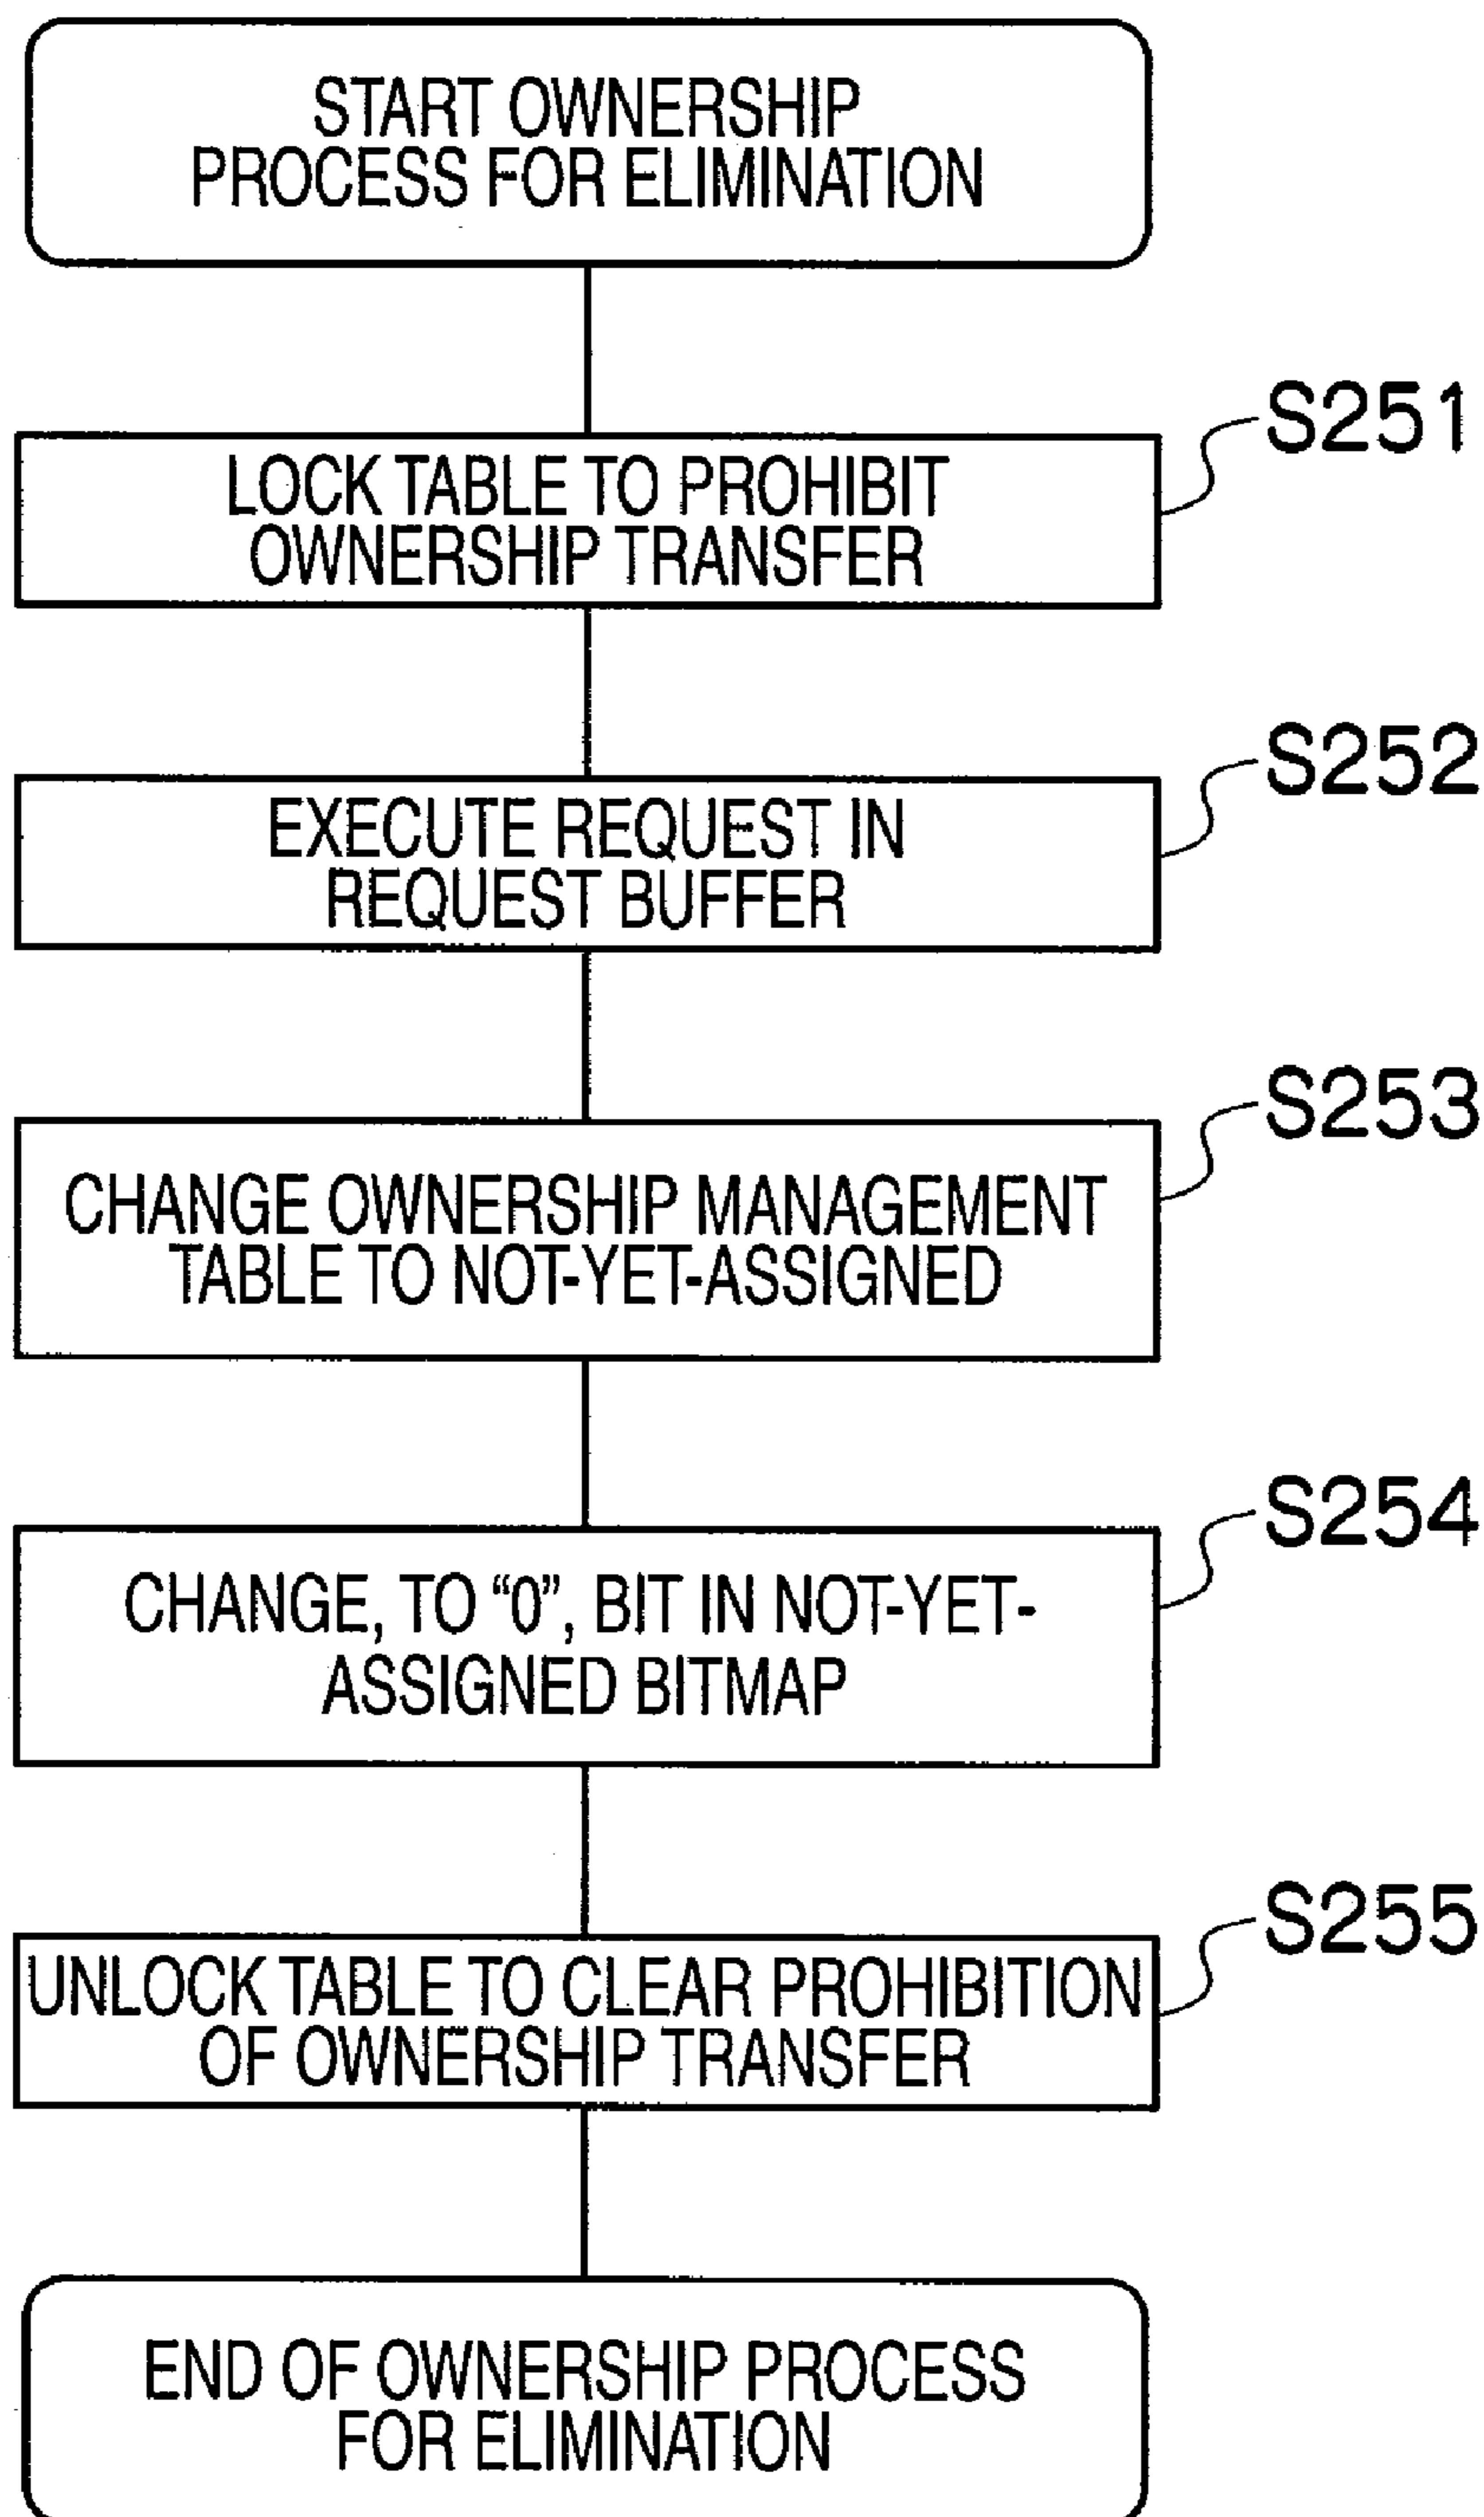 START OWNERSHIP
PROCESS FOR ELIMINATION
S251
LOCK TABLE TO PROHIBIT
OWNERSHIP TRANSFER
S252
EXECUTE REQUEST IN
REQUEST BUFFER
S253
CHANGE OWNERSHIP MANAGEMENT
TABLE TO NOT-YET-ASSIGNED
S254
CHANGE, TO “0”, BIT IN NOT-YET-
ASSIGNED BITMAP
S255
UNLOCK TABLE TO CLEAR PROHIBITION
OF OWNERSHIP TRANSFER
END OF OWNERSHIP PROCESS
FOR ELIMINATION